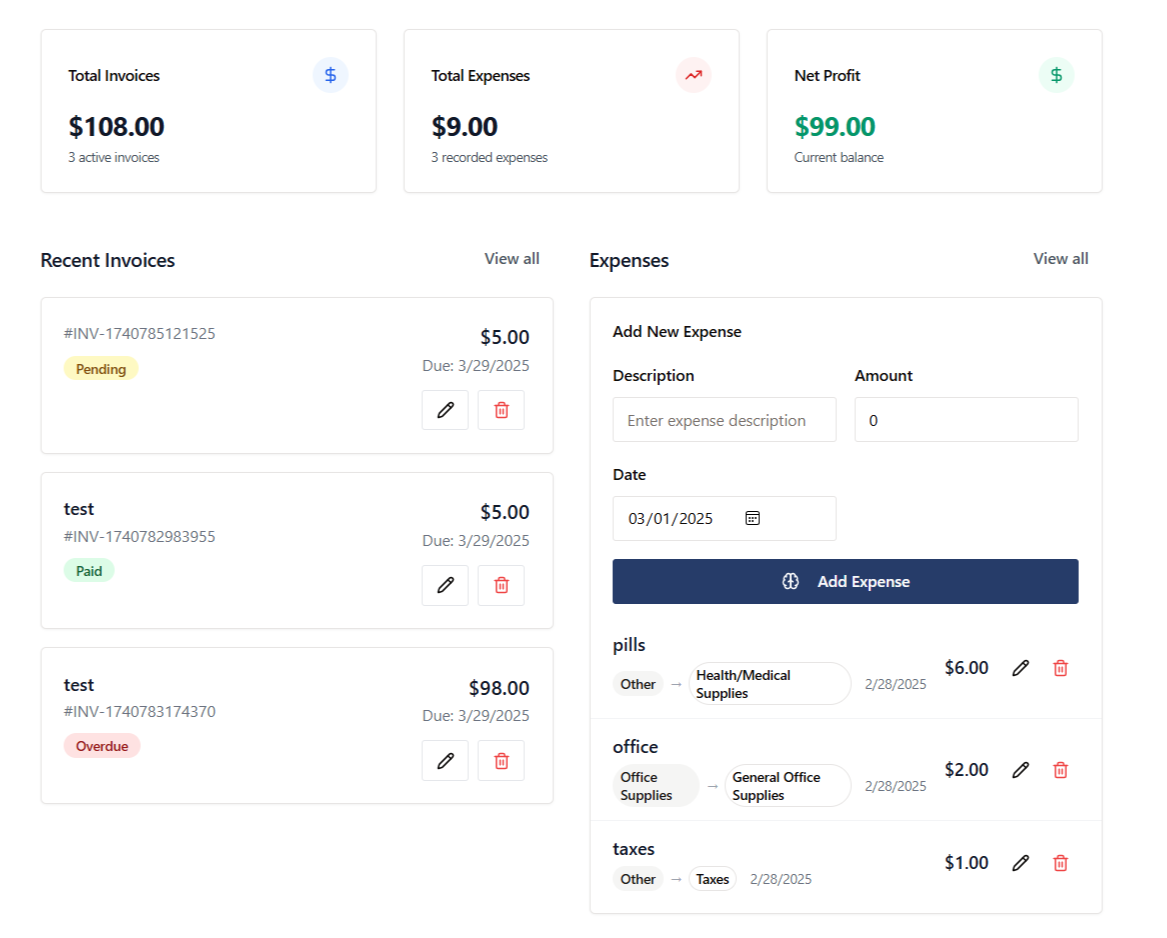 Total Invoices
$108.00
3 active invoices
Total Expenses
$9.00
3 recorded expenses
Net Profit
$99.00
Current balance
Recent Invoices
View all
#INV-1740785121525
Pending
$5.00
Due: 3/29/2025
test
#INV-1740782983955
Paid
$5.00
Due: 3/29/2025
test
#INV-1740783174370
Overdue
$98.00
Due: 3/29/2025
Expenses
View all
Add New Expense
Description
Enter expense description
Amount
0
Date
03/01/2025
Add Expense
pills
Other → Health/Medical
Supplies
2/28/2025
$6.00
office
Office
Supplies
→
General Office
Supplies
2/28/2025
$2.00
taxes
Other → Taxes 2/28/2025
$1.00